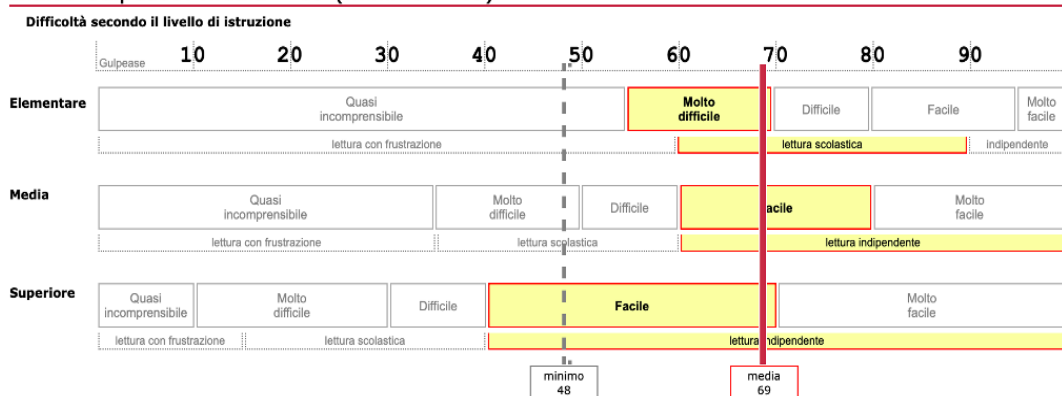 Difficoltà secondo il livello di istruzione
Gulpease 10 20 30 40 50 60 70 80 90
Elementare
Quasi
incomprensibile
Molto
difficile
Difficile
Facile
Molto
facile
lettura con frustrazione
lettura scolastica
indipendente
Media
Quasi
incomprensibile
Molto
difficile
Difficile
acile
Molto
facile
lettura con frustrazione
lettura scolastica
lettura indipendente
Superiore
Quasi
incomprensibile
Molto
difficile
Difficile
Facile
Molto
facile
lettura con frustrazione
lettura scolastica
lettura indipendente
minimo
48
media
69